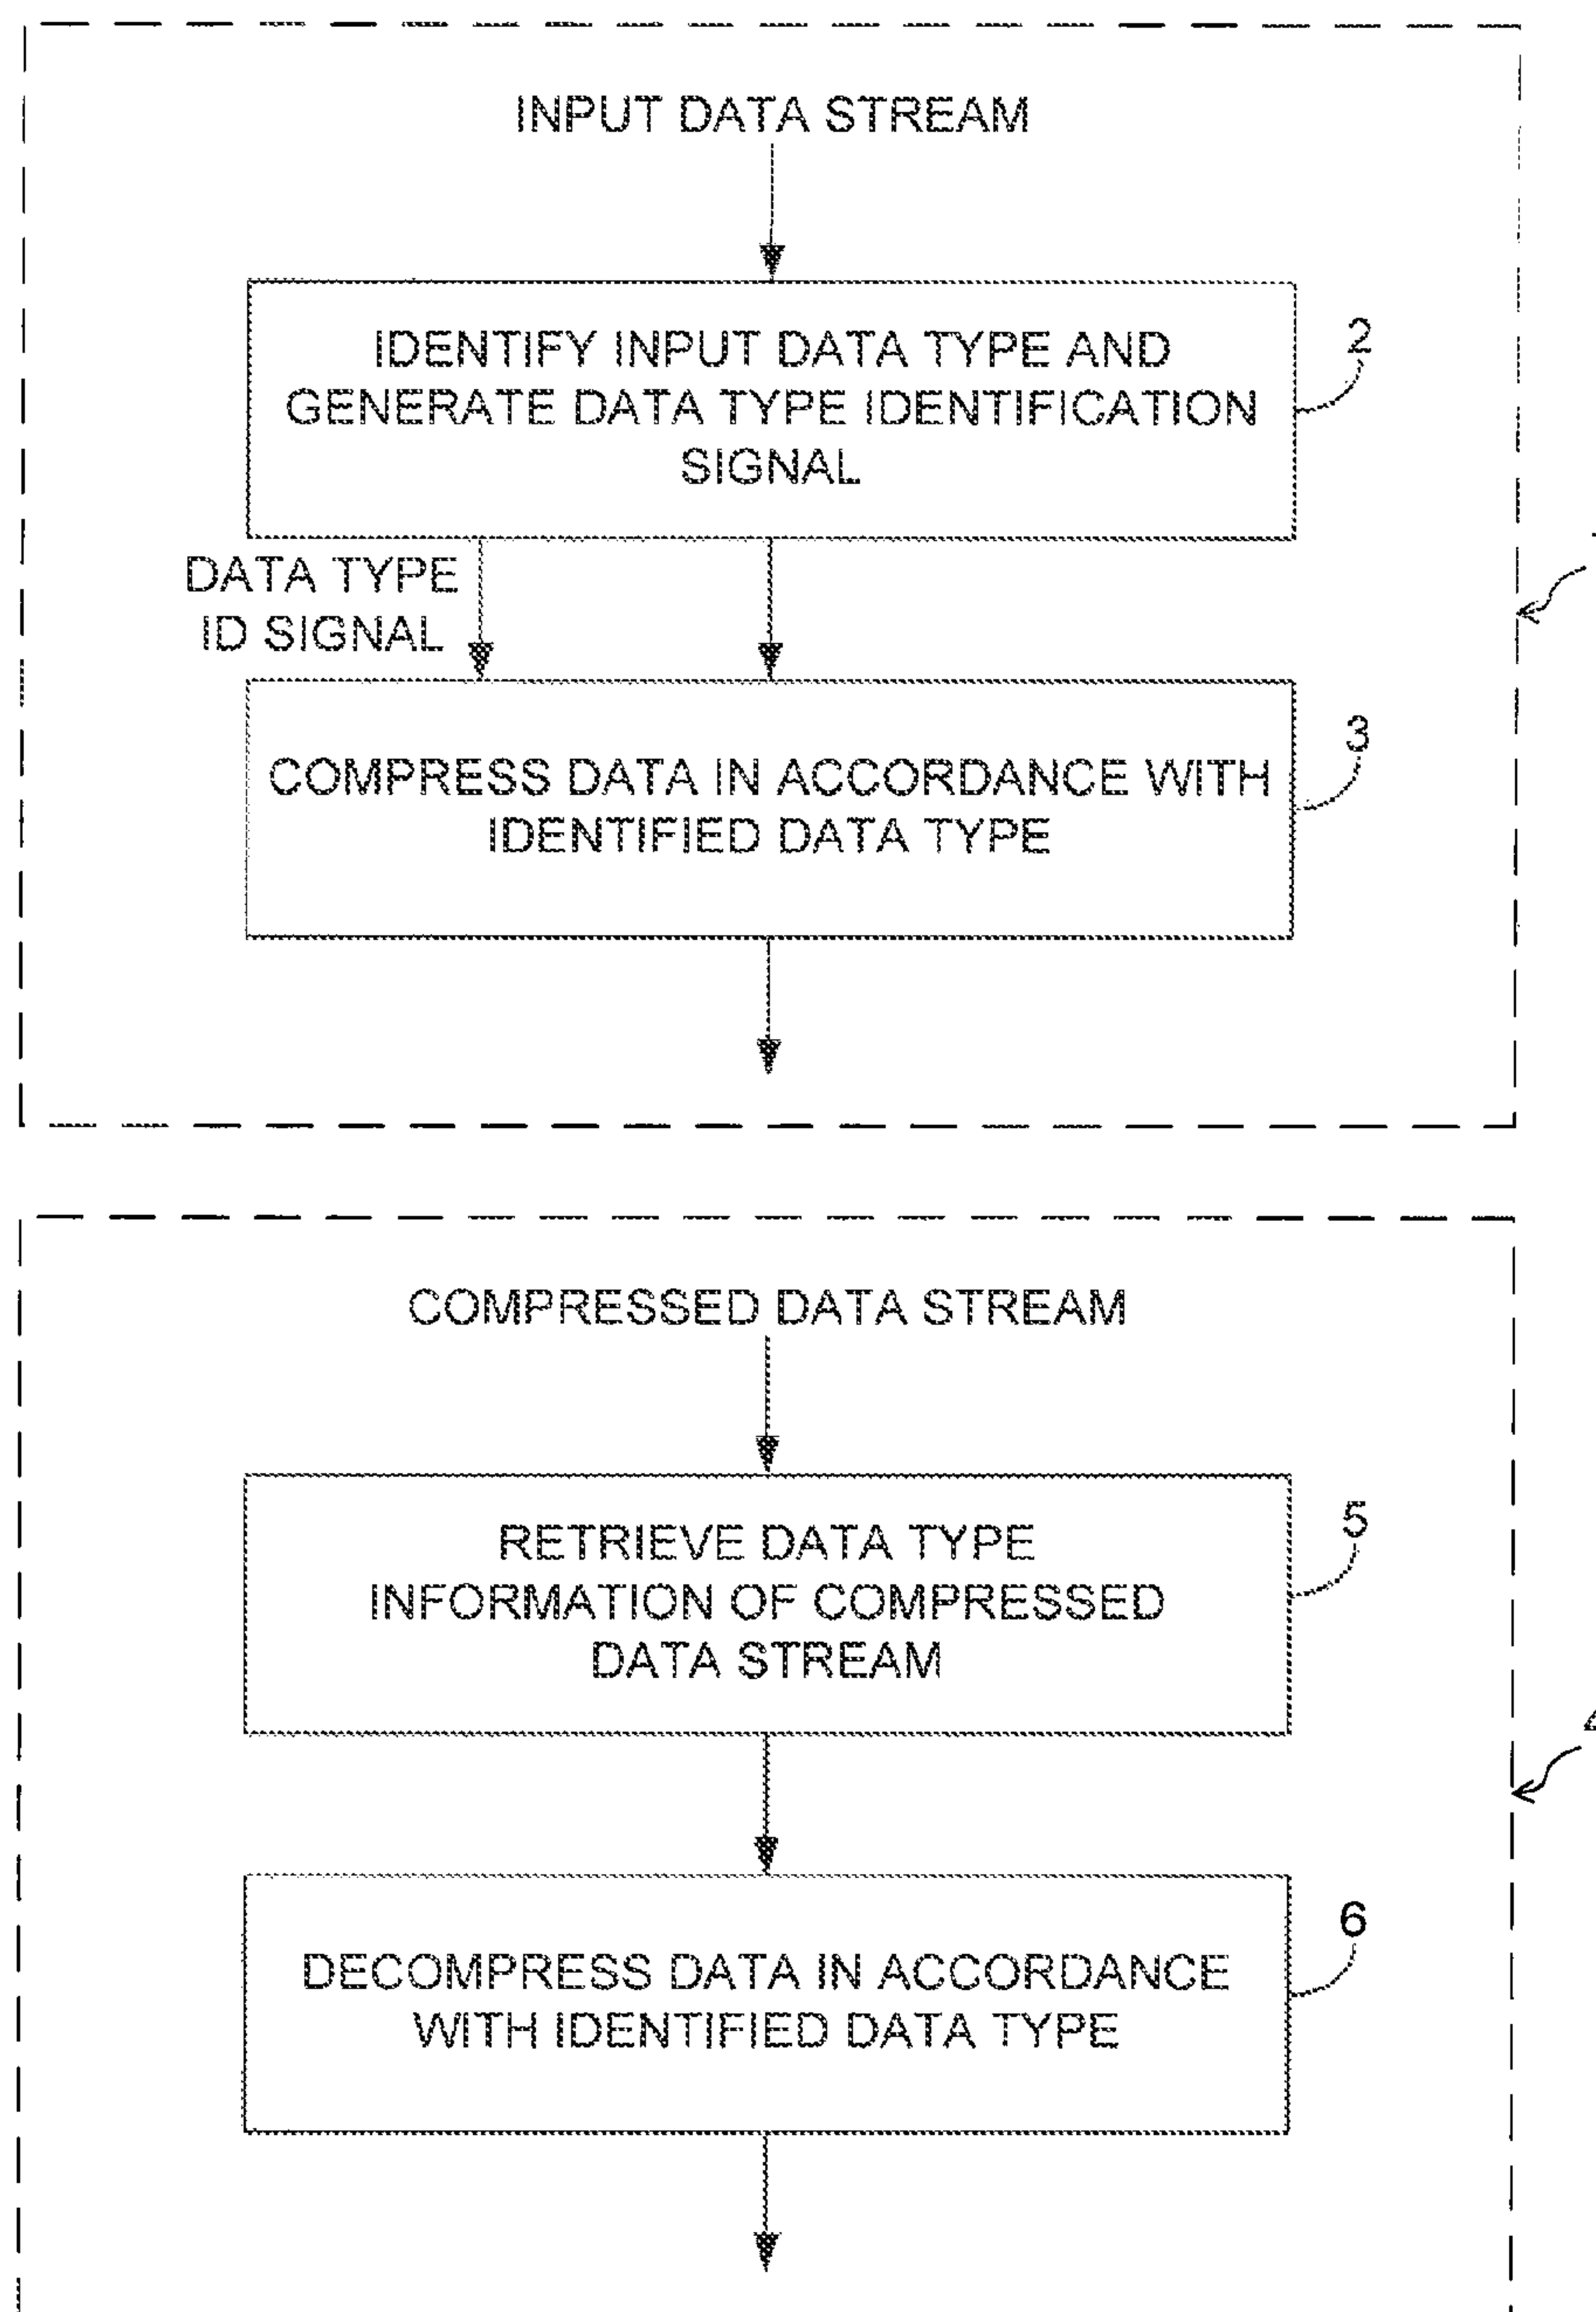 INPUT DATA STREAM
IDENTIFY INPUT DATA TYPE AND
GENERATE DATA TYPE IDENTIFICATION
SIGNAL
2
DATA TYPE
ID SIGNAL
COMPRESS DATA IN ACCORDANCE WITH
IDENTIFIED DATA TYPE
3
COMPRESSED DATA STREAM
RETRIEVE DATA TYPE
INFORMATION OF COMPRESSED
DATA STREAM
5
4
DECOMPRESS DATA IN ACCORDANCE
WITH IDENTIFIED DATA TYPE
6